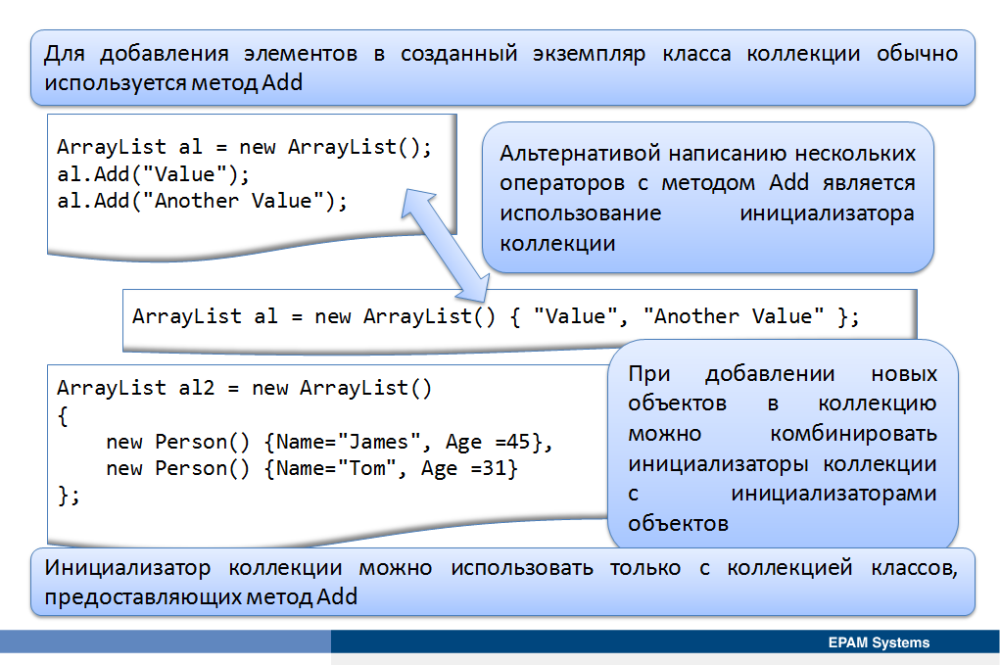 Для добавления элементов в созданный экземпляр класса коллекции обычно
используется метод Add
ArrayList al = new ArrayList();
al.Add("Value");
al.Add("Another Value");
Альтернативой написанию нескольких
операторов с методом Add является
использование инициализатора
коллекции
ArrayList al = new ArrayList() { "Value", "Another Value" };
ArrayList al2 = new ArrayList()
{
    new Person() {Name="James", Age =45},
    new Person() {Name="Tom", Age =31}
};
При добавлении новых
объектов в коллекцию
можно комбинировать
инициализаторы коллекции
с инициализаторами
объектов
Инициализатор коллекции можно использовать только с коллекцией классов,
предоставляющих метод Add
EPAM Systems